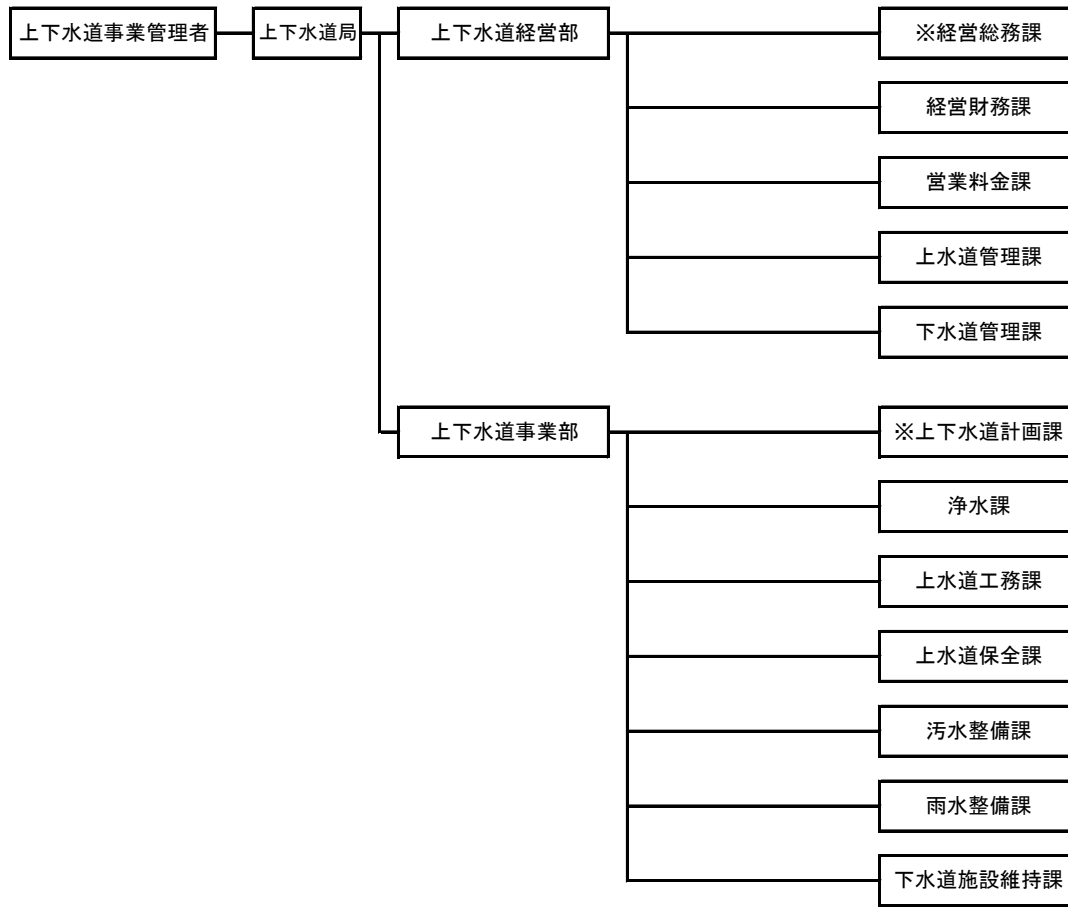 上下水道事業管理者
上下水道局
上下水道経営部
※経営総務課
経営財務課
営業料金課
上水道管理課
下水道管理課
上下水道事業部
※上下水道計画課
浄水課
上水道工務課
上水道保全課
汚水整備課
雨水整備課
下水道施設維持課